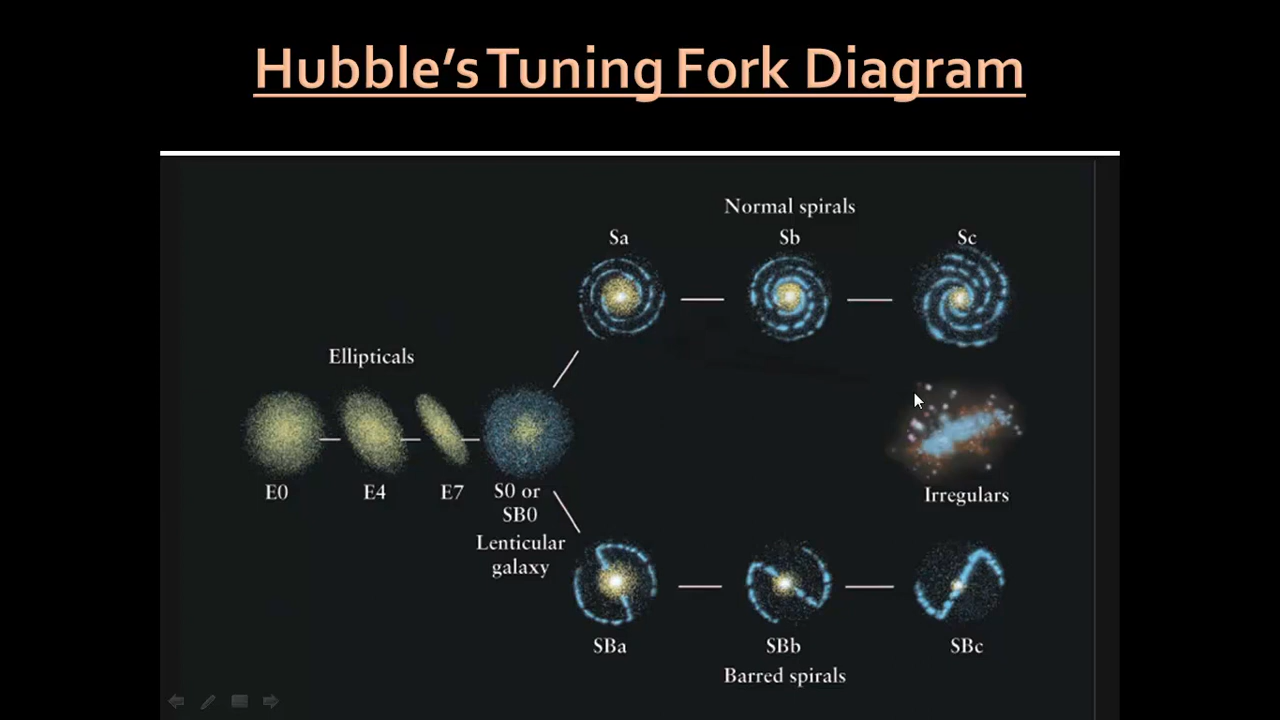 Hubble’s Tuning Fork Diagram
Normal spirals
Sa
Sb
Sc
Ellipticals
E0
E4
E7
S0 or
SB0
Lenticular
galaxy
Irregulars
SBa
SBb
SBc
Barred spirals